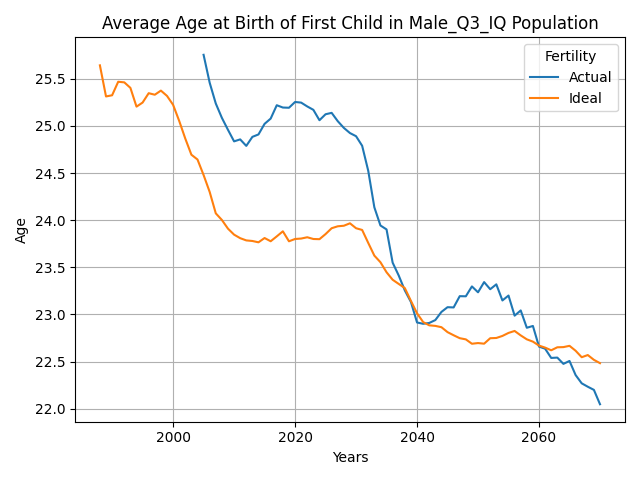 Average Age at Birth of First Child in Male_Q3_IQ Population
Fertility
Actual
Ideal
25.5
25.0
24.5
24.0
23.5
23.0
22.5
22.0
Age
2000
2020
2040
2060
Years